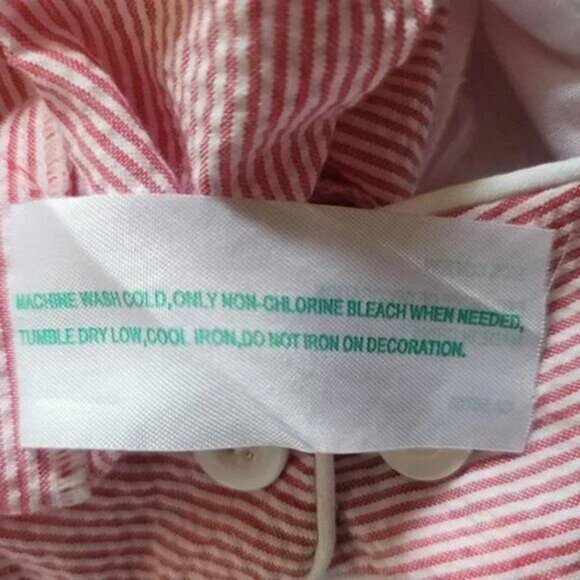 MACHINE WASH COLD,ONLY NON-CHLORINE BLEACH WHEN NEEDED,
TUMBLE DRY LOW,COOL IRON,DO NOT IRON ON DECORATION.